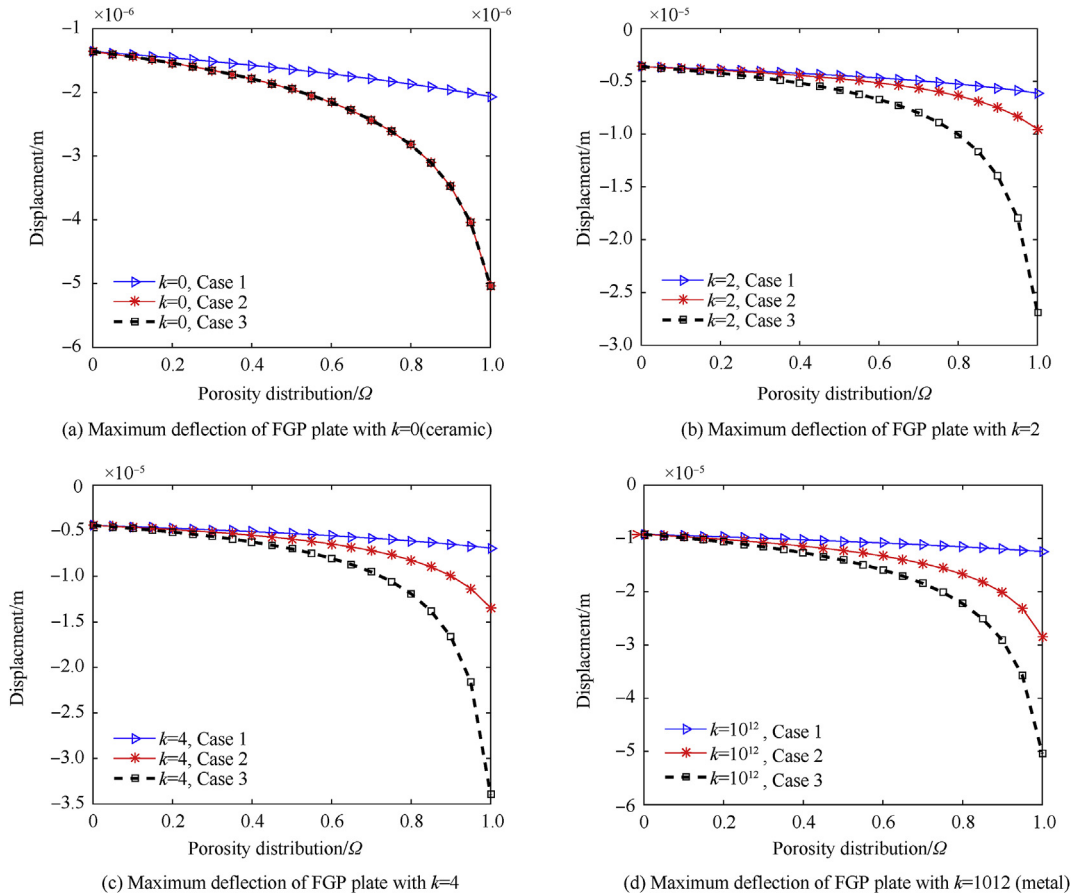 ×10⁻⁶
×10⁻⁶
−1
−2
−3
−4
−5
−6
Displacment/m
k=0, Case 1
k=0, Case 2
k=0, Case 3
0
0.2
0.4
0.6
0.8
1.0
Porosity distribution/Ω
(a) Maximum deflection of FGP plate with k=0(ceramic)
×10⁻⁵
0
−0.5
−1.0
−1.5
−2.0
−2.5
−3.0
Displacment/m
k=2, Case 1
k=2, Case 2
k=2, Case 3
0
0.2
0.4
0.6
0.8
1.0
Porosity distribution/Ω
(b) Maximum deflection of FGP plate with k=2
×10⁻⁵
0
−0.5
−1.0
−1.5
−2.0
−2.5
−3.0
−3.5
Displacment/m
k=4, Case 1
k=4, Case 2
k=4, Case 3
0
0.2
0.4
0.6
0.8
1.0
Porosity distribution/Ω
(c) Maximum deflection of FGP plate with k=4
×10⁻⁵
0
−1
−2
−3
−4
−5
−6
Displacment/m
k=10¹² , Case 1
k=10¹² , Case 2
k=10¹² , Case 3
0
0.2
0.4
0.6
0.8
1.0
Porosity distribution/Ω
(d) Maximum deflection of FGP plate with k=1012 (metal)